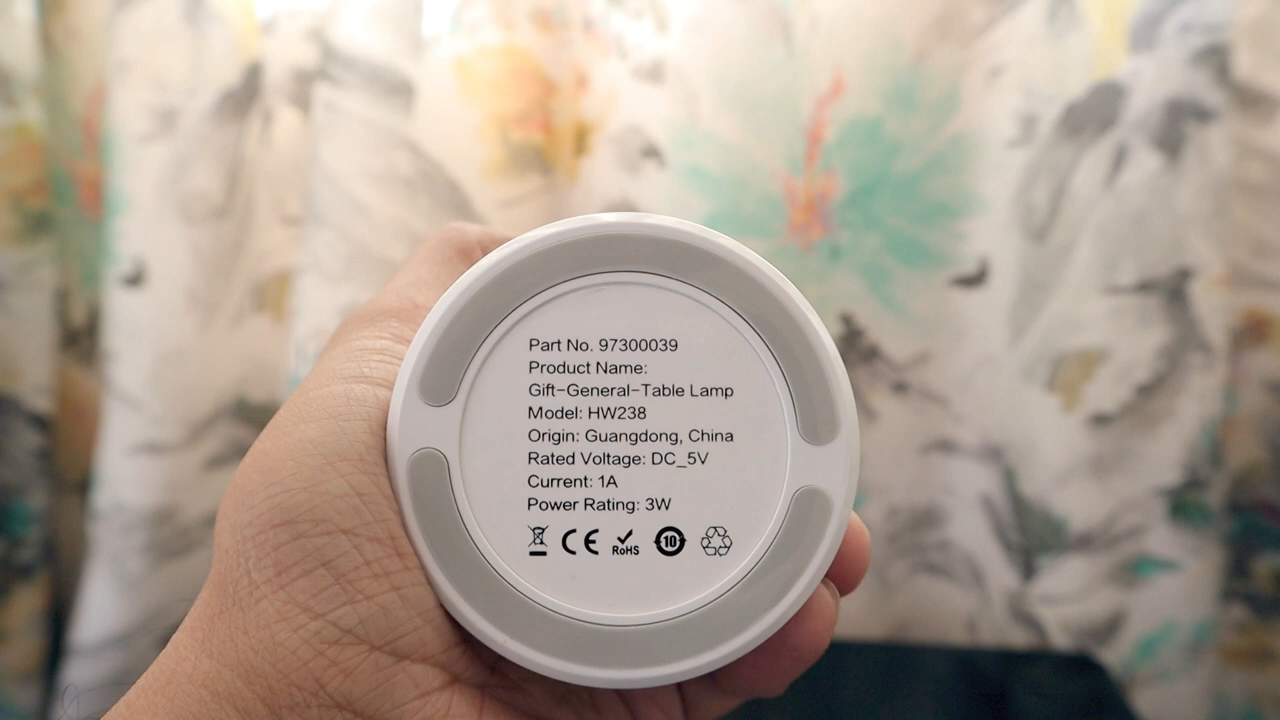 Part No. 97300039
Product Name:
Gift-General-Table Lamp
Model: HW238
Origin: Guangdong, China
Rated Voltage: DC_5V
Current: 1A
Power Rating: 3W
CE RoHS 10